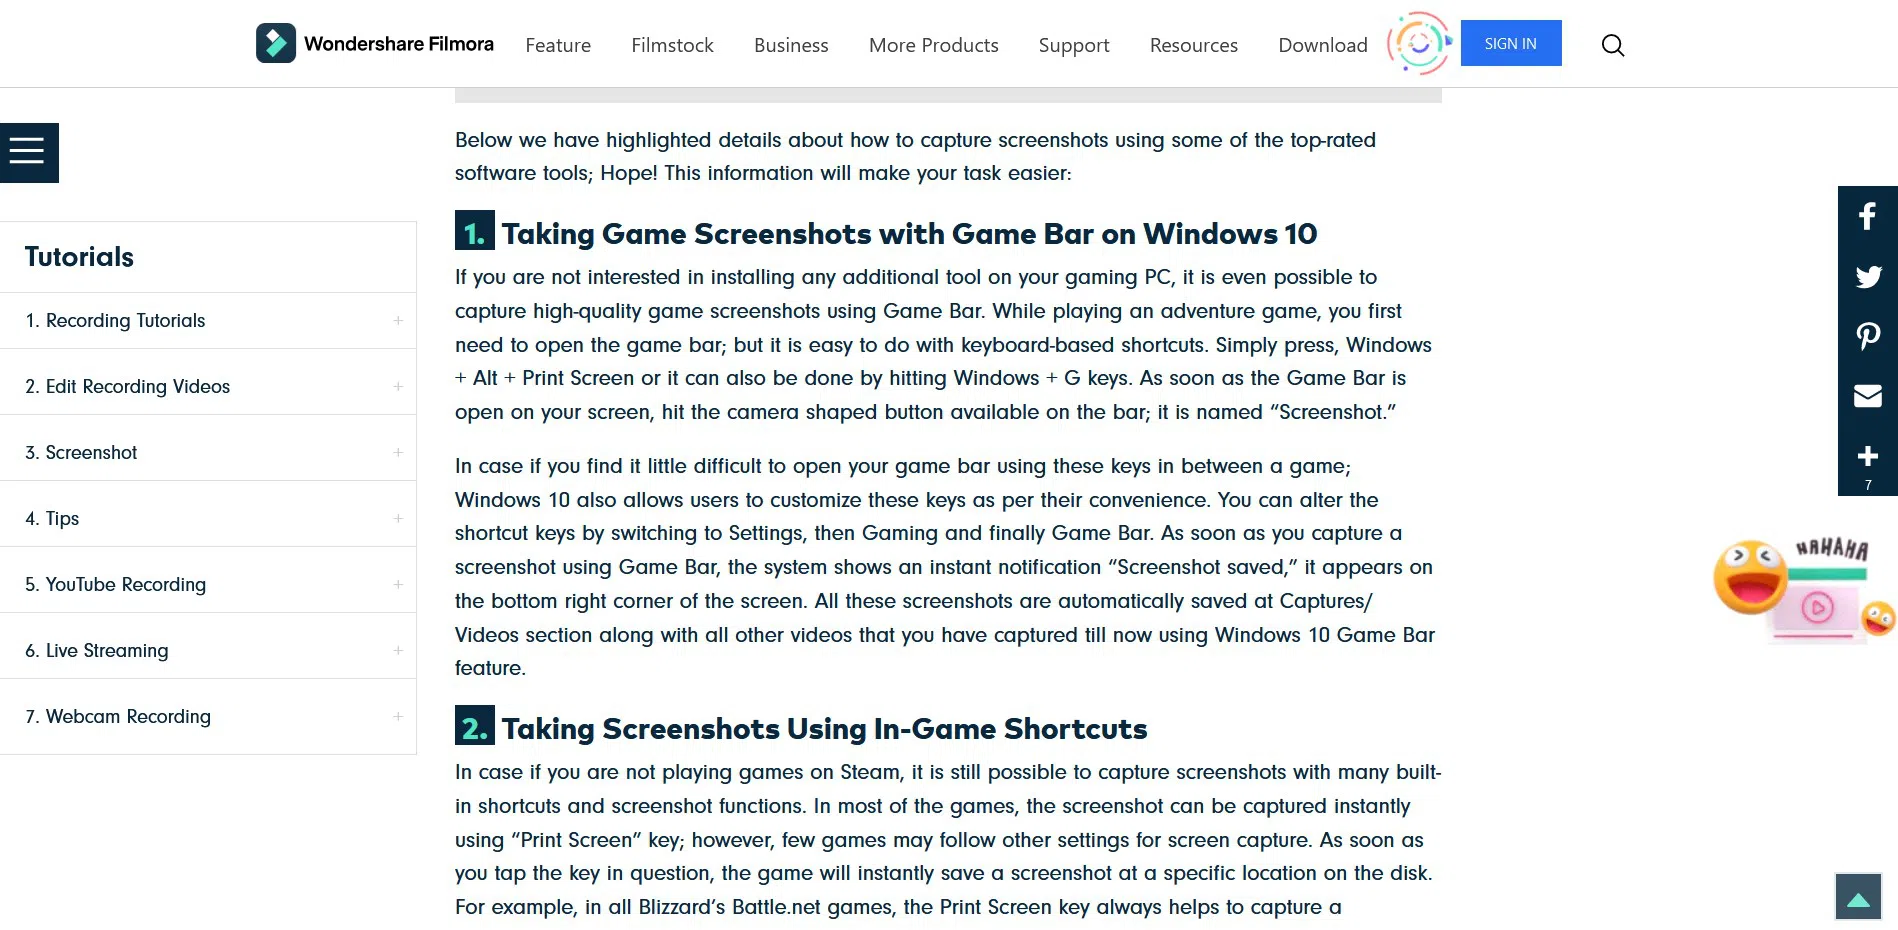 Wondershare Filmora
Feature
Filmstock
Business
More Products
Support
Resources
Download
SIGN IN
Below we have highlighted details about how to capture screenshots using some of the top-rated
software tools; Hope! This information will make your task easier:
Tutorials
1. Recording Tutorials
+
2. Edit Recording Videos
+
3. Screenshot
+
4. Tips
+
5. YouTube Recording
+
6. Live Streaming
+
7. Webcam Recording
+
1. Taking Game Screenshots with Game Bar on Windows 10
If you are not interested in installing any additional tool on your gaming PC, it is even possible to
capture high-quality game screenshots using Game Bar. While playing an adventure game, you first
need to open the game bar; but it is easy to do with keyboard-based shortcuts. Simply press, Windows
+ Alt + Print Screen or it can also be done by hitting Windows + G keys. As soon as the Game Bar is
open on your screen, hit the camera shaped button available on the bar; it is named “Screenshot.”
In case if you find it little difficult to open your game bar using these keys in between a game;
Windows 10 also allows users to customize these keys as per their convenience. You can alter the
shortcut keys by switching to Settings, then Gaming and finally Game Bar. As soon as you capture a
screenshot using Game Bar, the system shows an instant notification “Screenshot saved,” it appears on
the bottom right corner of the screen. All these screenshots are automatically saved at Captures/
Videos section along with all other videos that you have captured till now using Windows 10 Game Bar
feature.
2. Taking Screenshots Using In-Game Shortcuts
In case if you are not playing games on Steam, it is still possible to capture screenshots with many built-
in shortcuts and screenshot functions. In most of the games, the screenshot can be captured instantly
using “Print Screen” key; however, few games may follow other settings for screen capture. As soon as
you tap the key in question, the game will instantly save a screenshot at a specific location on the disk.
For example, in all Blizzard’s Battle.net games, the Print Screen key always helps to capture a
7
HAHAHA